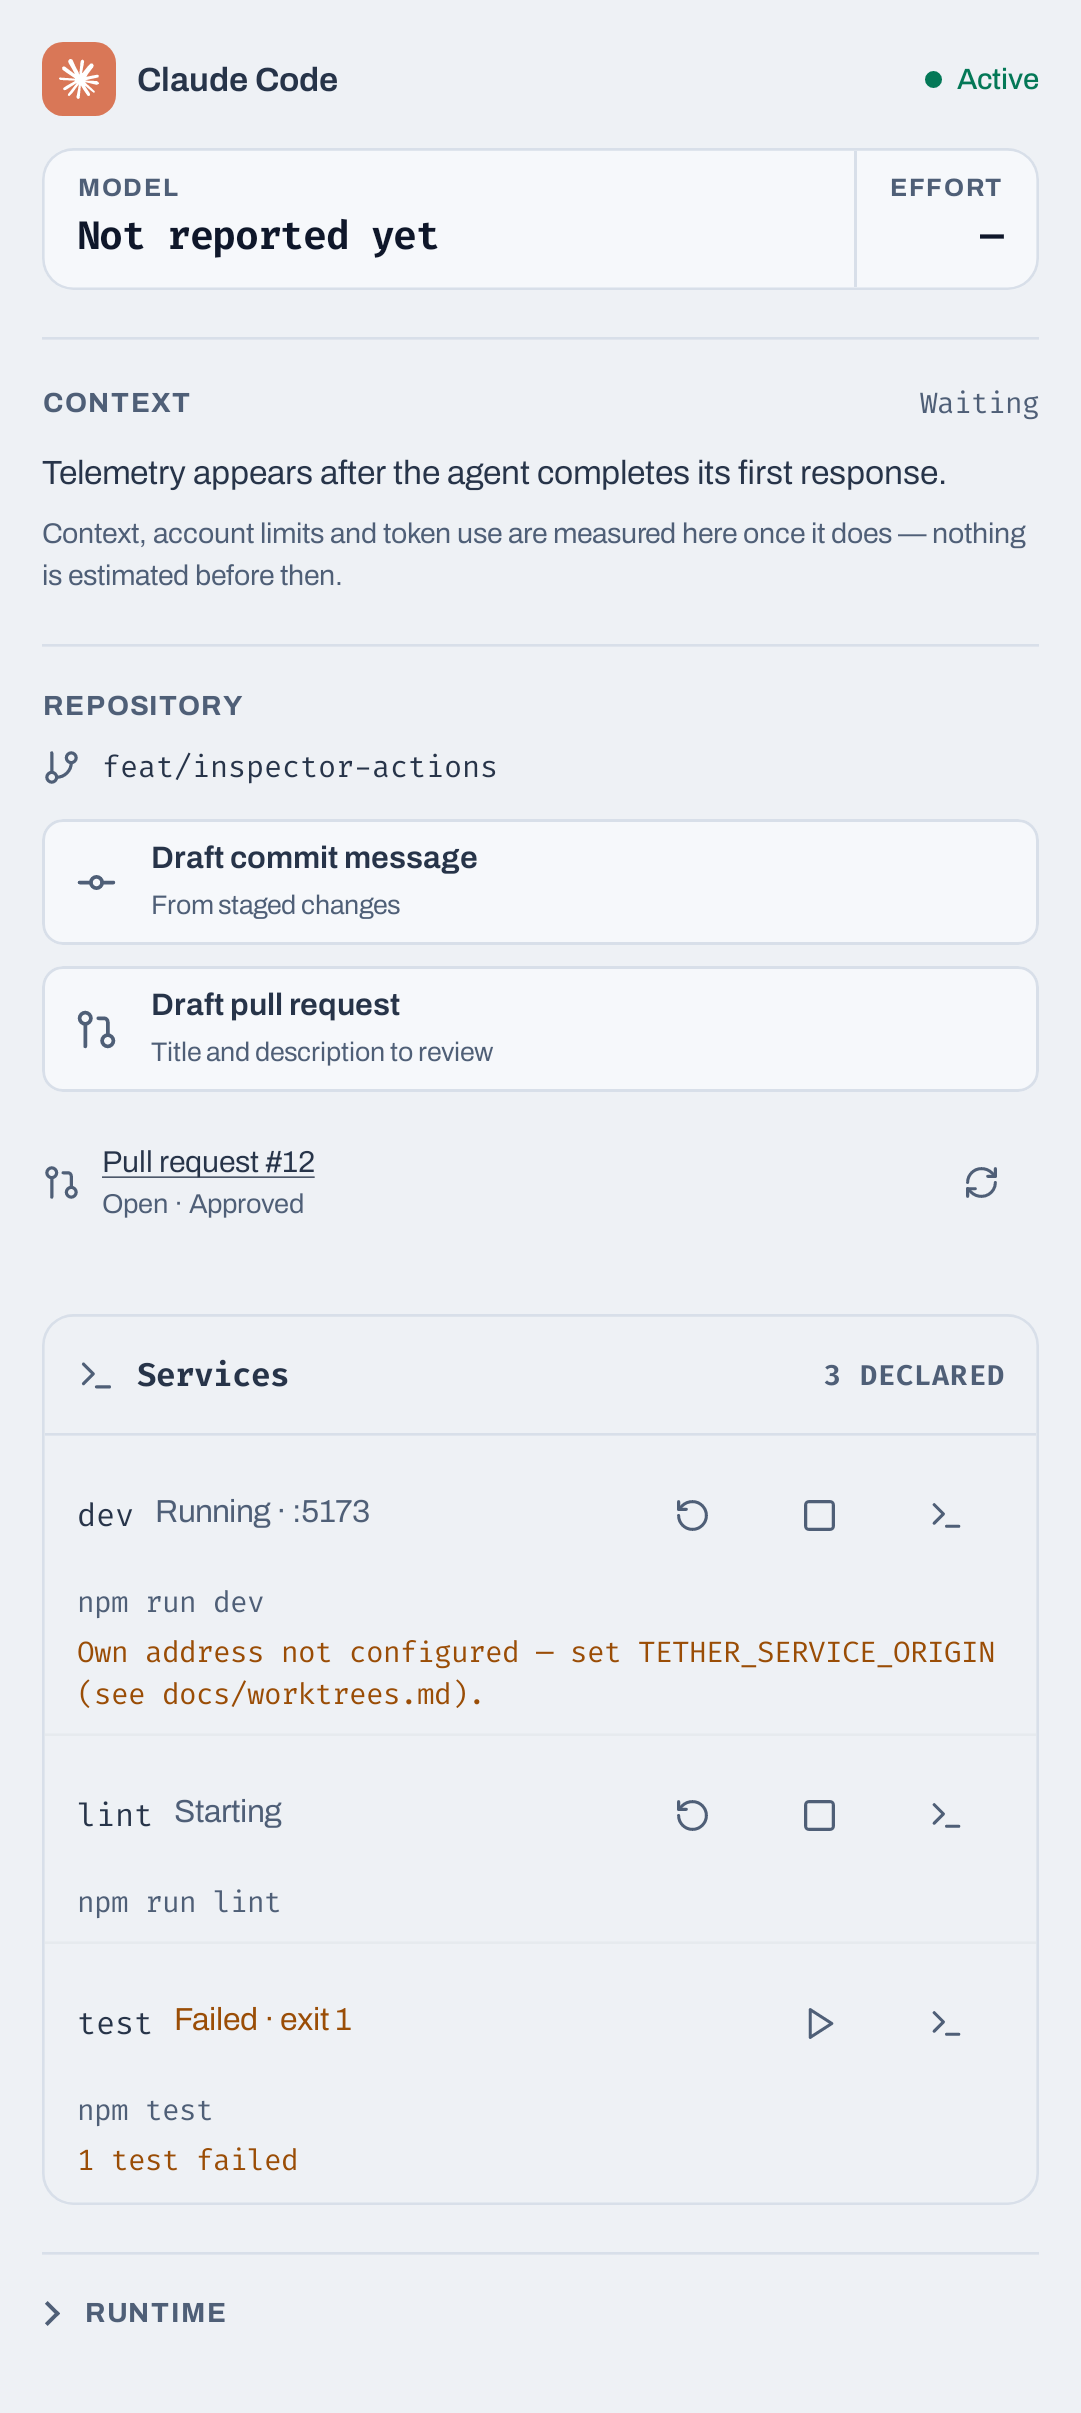 Claude Code
Active
MODEL
EFFORT
Not reported yet
—
CONTEXT
Waiting
Telemetry appears after the agent completes its first response.
Context, account limits and token use are measured here once it does — nothing
is estimated before then.
REPOSITORY
feat/inspector-actions
Draft commit message
From staged changes
Draft pull request
Title and description to review
Pull request #12
Open · Approved
Services
3 DECLARED
dev Running · :5173
npm run dev
Own address not configured — set TETHER_SERVICE_ORIGIN
(see docs/worktrees.md).
lint Starting
npm run lint
test Failed · exit 1
npm test
1 test failed
RUNTIME